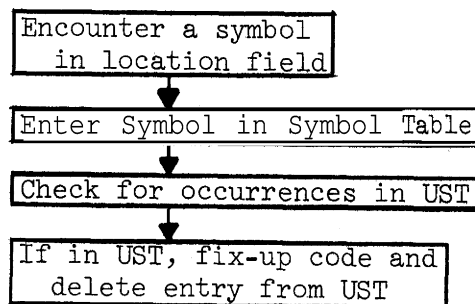 Encounter a symbol
in location field
Enter Symbol in Symbol Table
Check for occurrences in UST
If in UST, fix-up code and
delete entry from UST